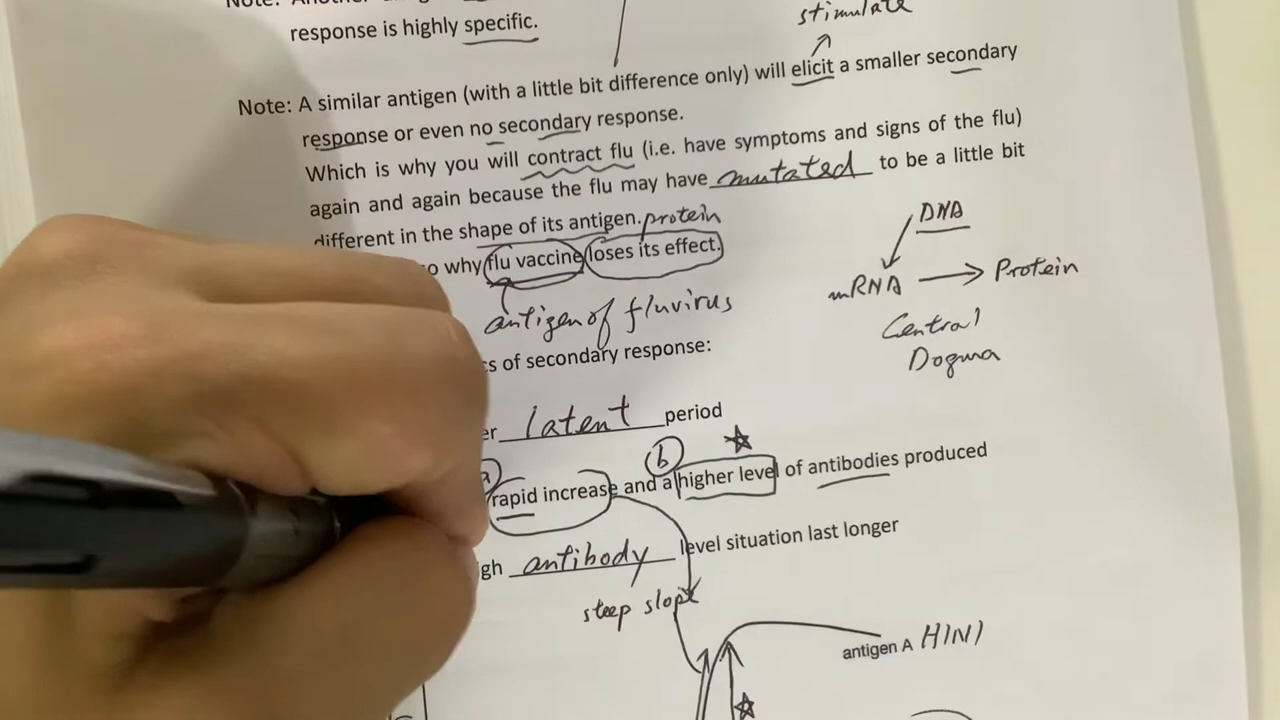 Note:
response is highly specific.
stimulate
Note: A similar antigen (with a little bit difference only) will elicit a smaller secondary
response or even no secondary response.
Which is why you will contract flu (i.e. have symptoms and signs of the flu)
again and again because the flu may have mutated to be a little bit
different in the shape of its antigen. protein
o why flu vaccine loses its effect.
antigen of flu virus
DNA
mRNA → Protein
Central
Dogma
cs of secondary response:
er latent period
b
a
rapid increase and a higher level of antibodies produced
gh antibody level situation last longer
steep slope
antigen A H1N1